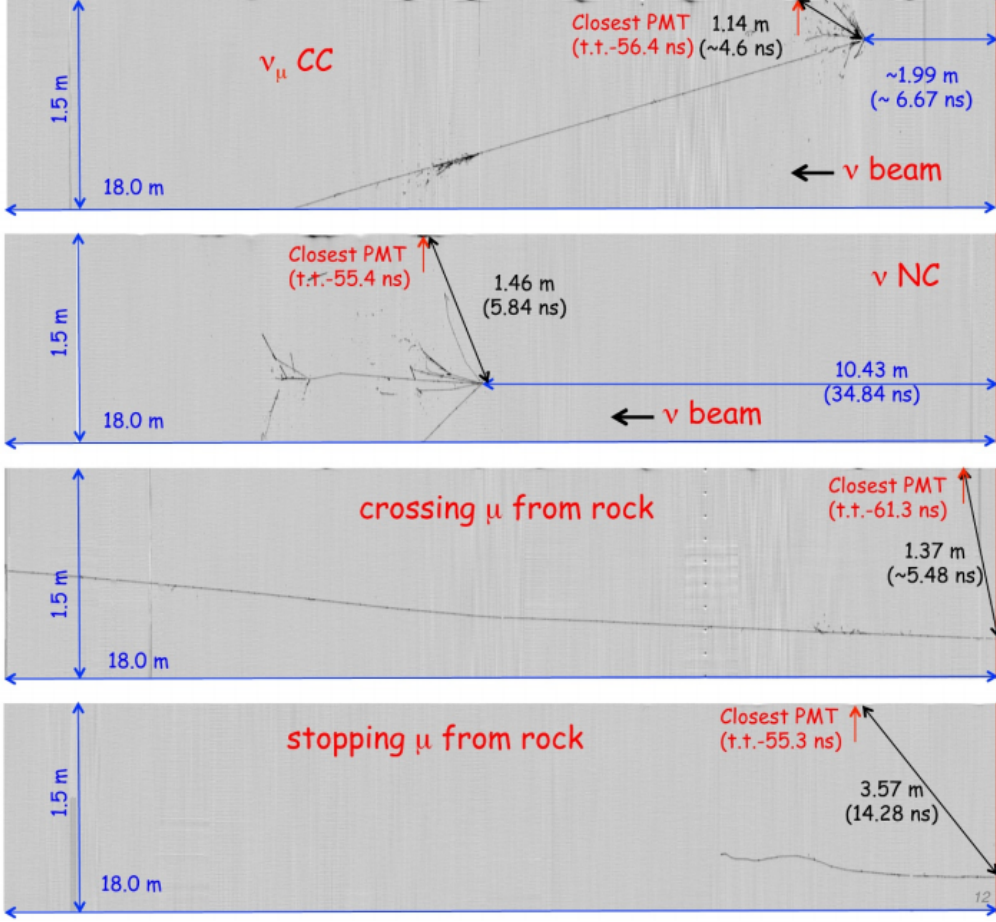 Closest PMT 1.14 m
(t.t.-56.4 ns) (~4.6 ns)
νμ CC
1.5 m
~1.99 m
(~ 6.67 ns)
← ν beam
18.0 m
Closest PMT
(t.t.-55.4 ns)
ν NC
1.46 m
(5.84 ns)
1.5 m
10.43 m
(34.84 ns)
18.0 m
← ν beam
Closest PMT
(t.t.-61.3 ns)
crossing μ from rock
1.37 m
(~5.48 ns)
1.5 m
18.0 m
Closest PMT
(t.t.-55.3 ns)
stopping μ from rock
1.5 m
3.57 m
(14.28 ns)
18.0 m
12